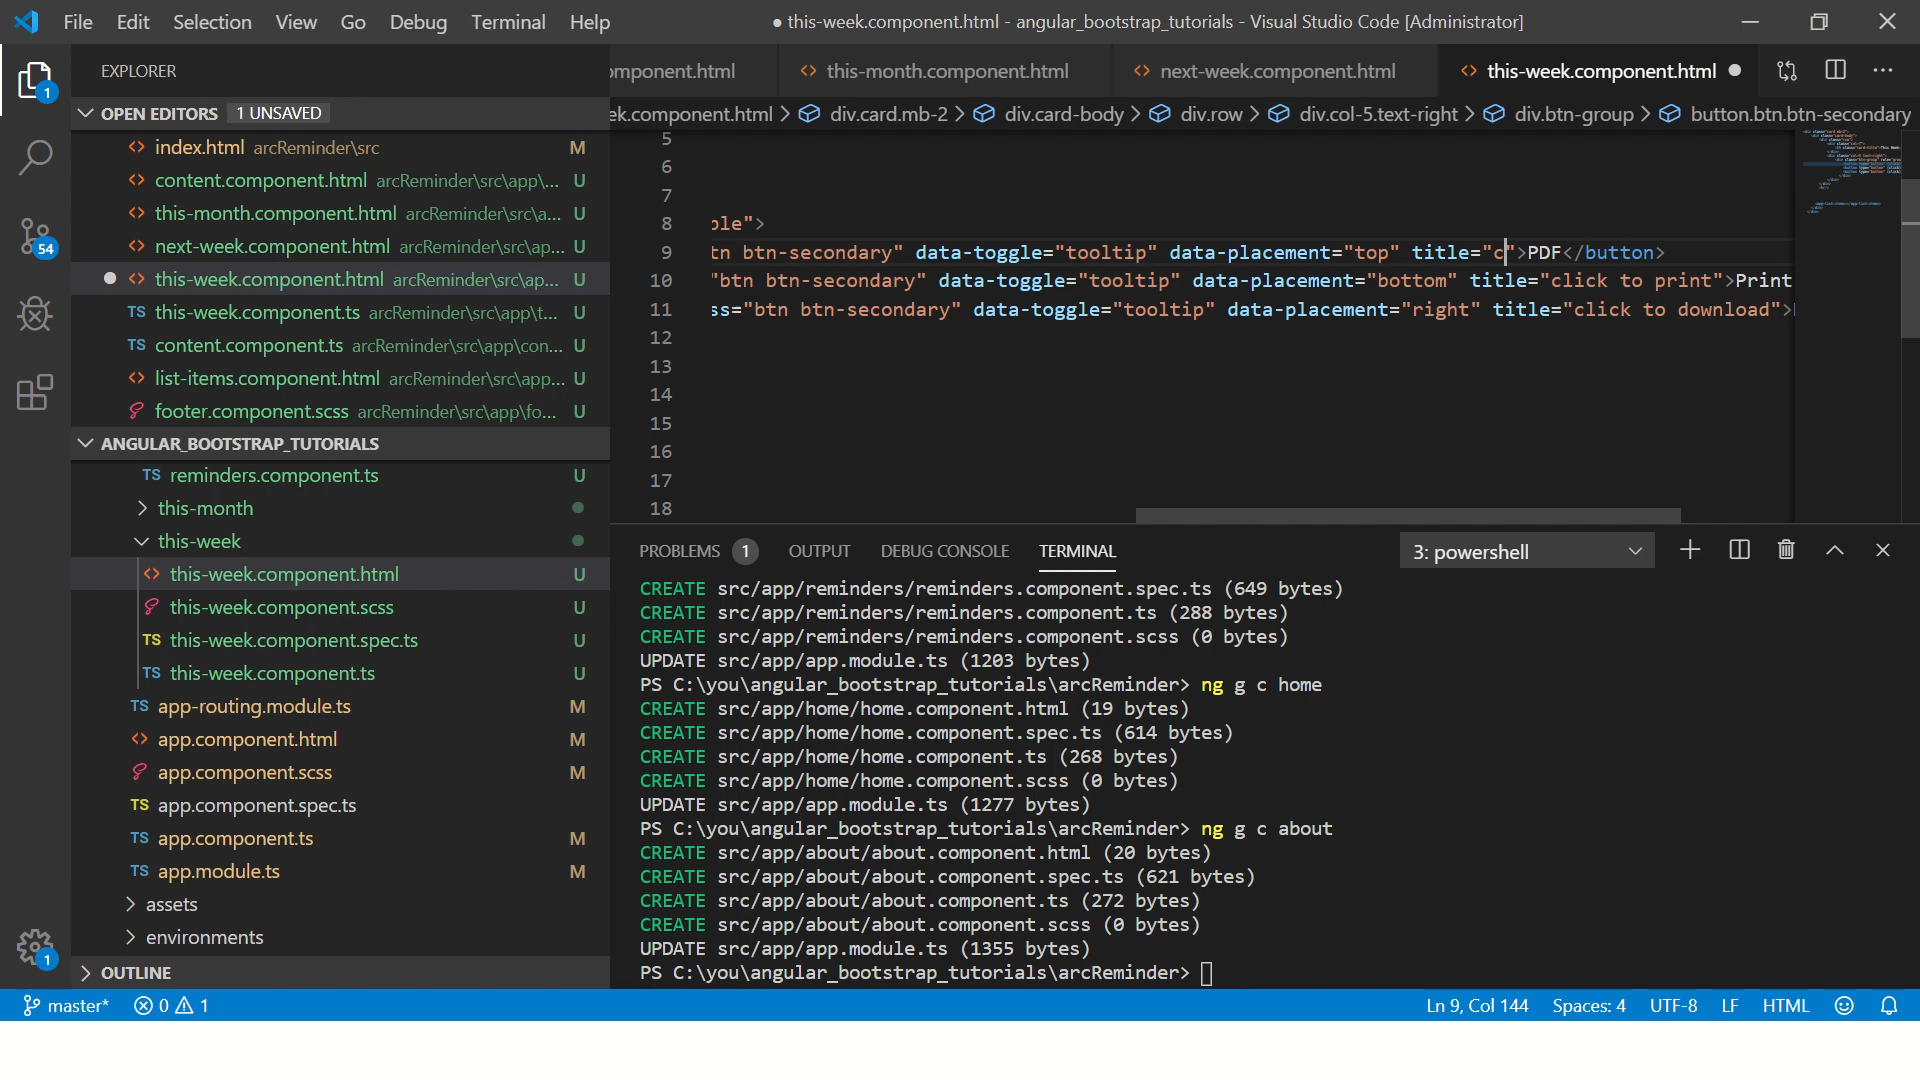 File Edit Selection View Go Debug Terminal Help
● this-week.component.html - angular_bootstrap_tutorials - Visual Studio Code [Administrator]
EXPLORER
OPEN EDITORS 1 UNSAVED
index.html arcReminder\src M
content.component.html arcReminder\src\app\... U
this-month.component.html arcReminder\src\a... U
next-week.component.html arcReminder\src\ap... U
this-week.component.html arcReminder\src\ap... U
TS this-week.component.ts arcReminder\src\app\t... U
TS content.component.ts arcReminder\src\app\con... U
list-items.component.html arcReminder\src\app... U
footer.component.scss arcReminder\src\app\fo... U
ANGULAR_BOOTSTRAP_TUTORIALS
TS reminders.component.ts U
this-month
this-week
this-week.component.html U
this-week.component.scss U
TS this-week.component.spec.ts U
TS this-week.component.ts U
TS app-routing.module.ts M
app.component.html M
app.component.scss M
TS app.component.spec.ts
TS app.component.ts M
TS app.module.ts M
assets
environments
OUTLINE
1
54
1
omponent.html this-month.component.html next-week.component.html this-week.component.html
ek.component.html > div.card.mb-2 > div.card-body > div.row > div.col-5.text-right > div.btn-group > button.btn.btn-secondary
5
6
7
8 ple">
9 tn btn-secondary" data-toggle="tooltip" data-placement="top" title="c">PDF</button>
10 "btn btn-secondary" data-toggle="tooltip" data-placement="bottom" title="click to print">Print
11 ss="btn btn-secondary" data-toggle="tooltip" data-placement="right" title="click to download">
12
13
14
15
16
17
18
PROBLEMS 1 OUTPUT DEBUG CONSOLE TERMINAL 3: powershell
CREATE src/app/reminders/reminders.component.spec.ts (649 bytes)
CREATE src/app/reminders/reminders.component.ts (288 bytes)
CREATE src/app/reminders/reminders.component.scss (0 bytes)
UPDATE src/app/app.module.ts (1203 bytes)
PS C:\you\angular_bootstrap_tutorials\arcReminder> ng g c home
CREATE src/app/home/home.component.html (19 bytes)
CREATE src/app/home/home.component.spec.ts (614 bytes)
CREATE src/app/home/home.component.ts (268 bytes)
CREATE src/app/home/home.component.scss (0 bytes)
UPDATE src/app/app.module.ts (1277 bytes)
PS C:\you\angular_bootstrap_tutorials\arcReminder> ng g c about
CREATE src/app/about/about.component.html (20 bytes)
CREATE src/app/about/about.component.spec.ts (621 bytes)
CREATE src/app/about/about.component.ts (272 bytes)
CREATE src/app/about/about.component.scss (0 bytes)
UPDATE src/app/app.module.ts (1355 bytes)
PS C:\you\angular_bootstrap_tutorials\arcReminder>
master* 0 1 Ln 9, Col 144 Spaces: 4 UTF-8 LF HTML